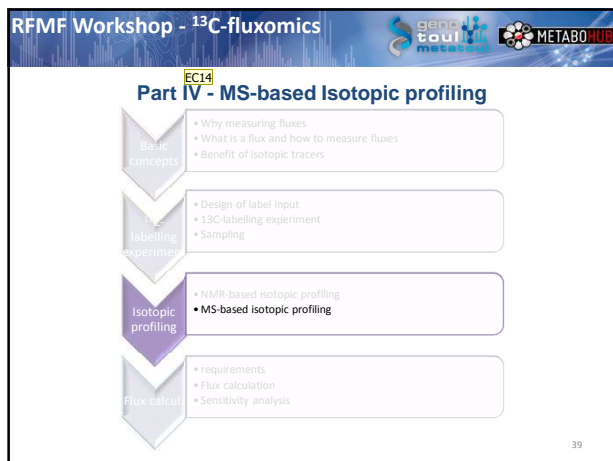 RFMF Workshop - ¹³C-fluxomics
geno
toul
metatoul
METABOHUB
EC14
Part IV - MS-based Isotopic profiling
Basic
concepts
• Why measuring fluxes
• What is a flux and how to measure fluxes
• Benefit of isotopic tracers
labelling
experiment
• Design of label input
• 13C-labelling experiment
• Sampling
Isotopic
profiling
• NMR-based isotopic profiling
• MS-based isotopic profiling
Flux calcul
• requirements
• Flux calculation
• Sensitivity analysis
39